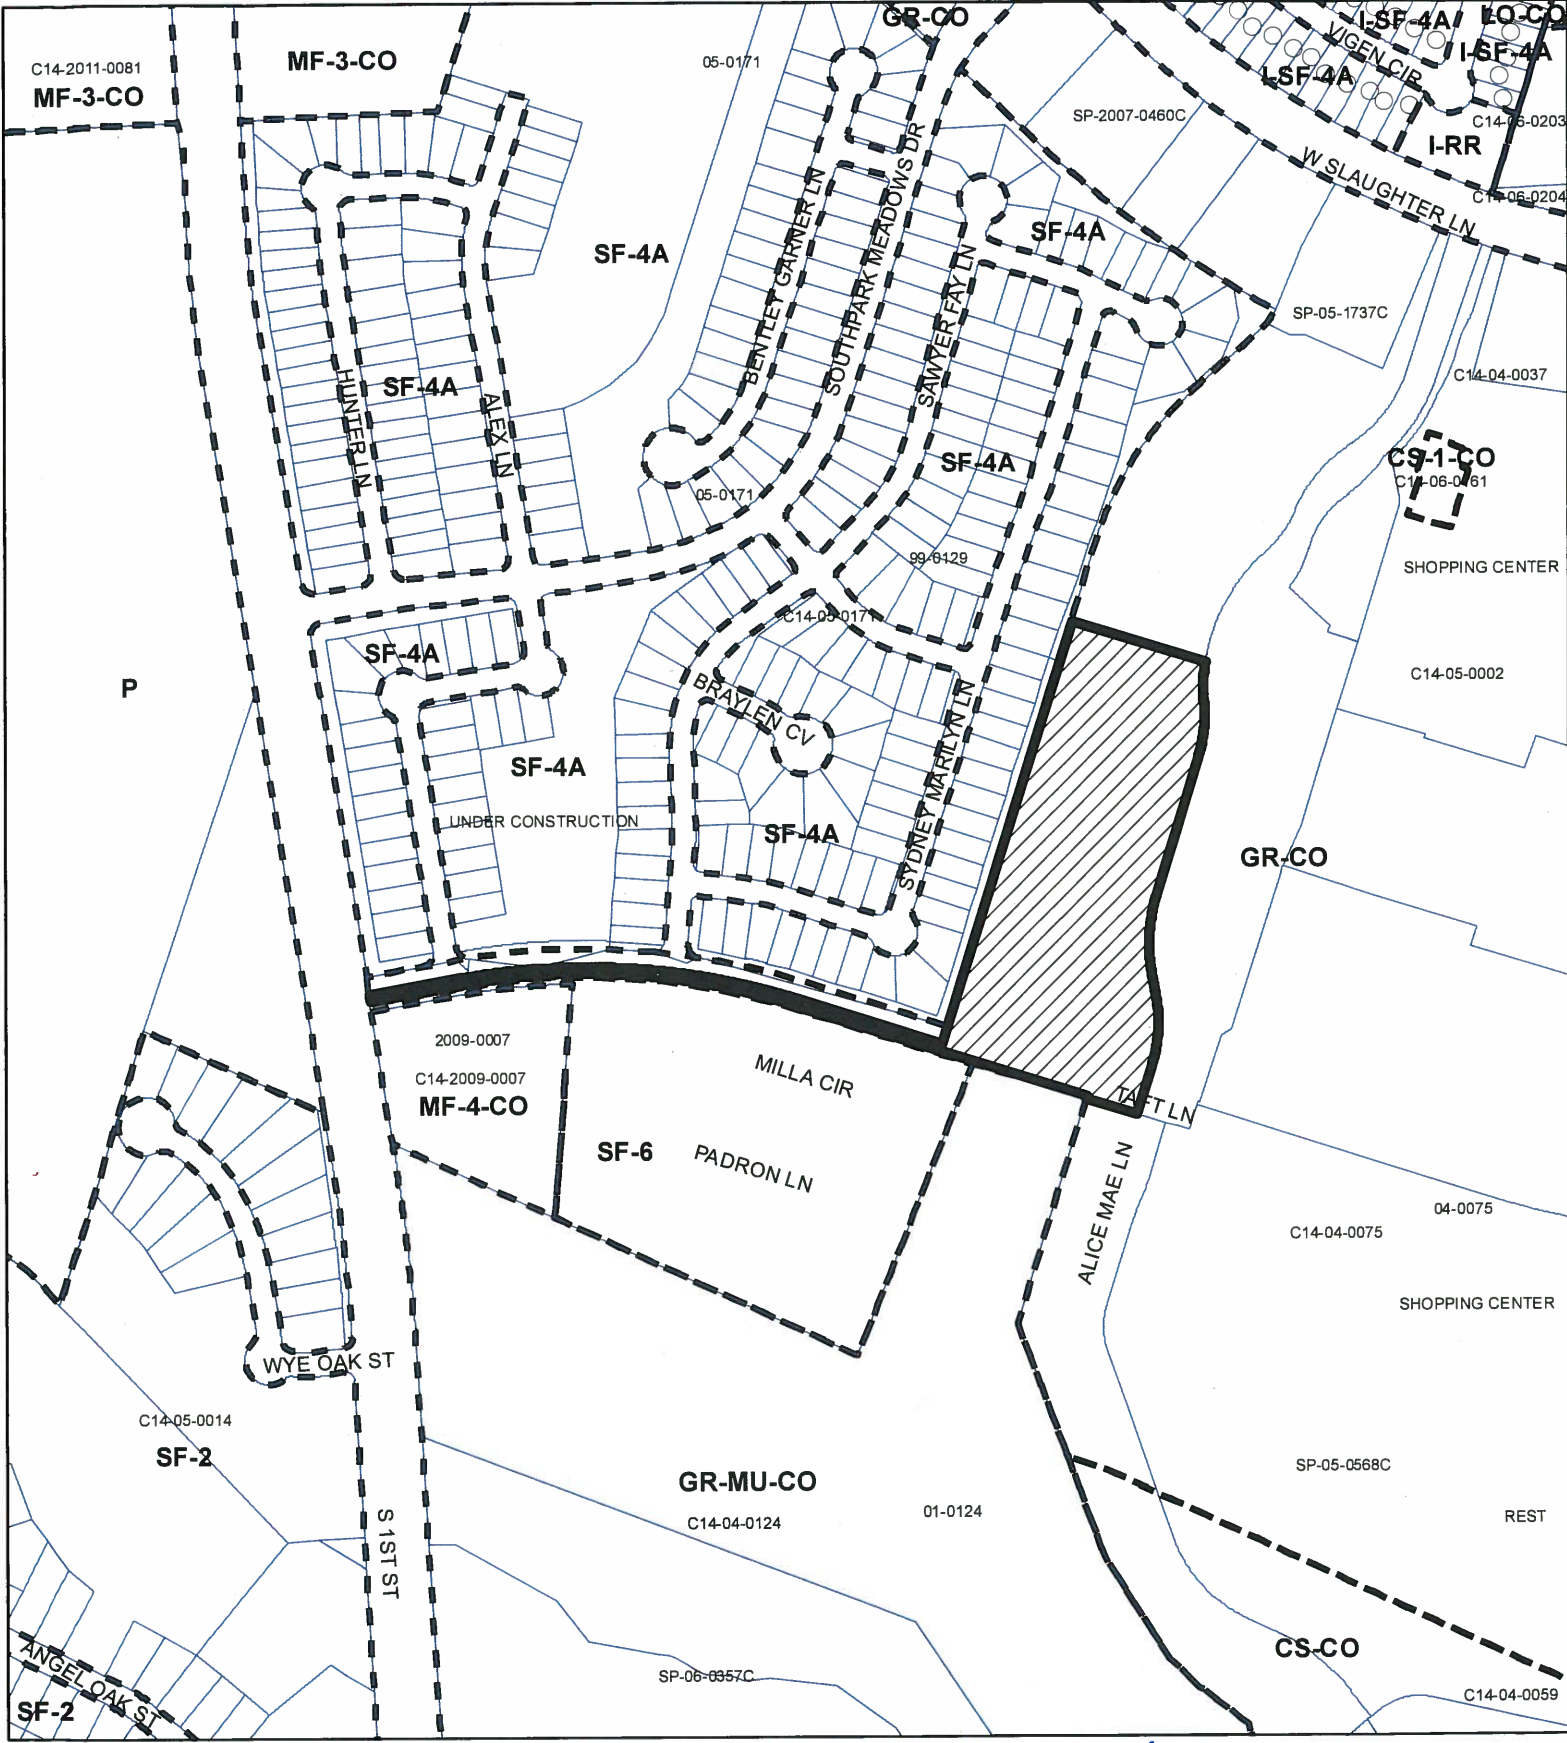 GR-CO
I-SF-4A
LO-CO
C14-2011-0081
MF-3-CO
MF-3-CO
05-0171
VIGEN CIR
I-SF-4A
I-SF-4A
SP-2007-0460C
C14-06-0203
I-RR
W SLAUGHTER LN
C14-06-0204
BENTLEY GARNER LN
SOUTHPARK MEADOWS DR
SAWYER FAY LN
SF-4A
SF-4A
SP-05-1737C
C14-04-0037
HUNTER LN
SF-4A
ALEX LN
SF-4A
CS-1-CO
C14-06-0161
05-0171
99-0129
SHOPPING CENTER
C14-05-0171
SF-4A
C14-05-0002
P
BRAYLEN CV
SYDNEY MARILYN LN
SF-4A
UNDER CONSTRUCTION
SF-4A
GR-CO
2009-0007
C14-2009-0007
MF-4-CO
MILLA CIR
TAFT LN
SF-6
PADRON LN
ALICE MAE LN
04-0075
C14-04-0075
SHOPPING CENTER
WYE OAK ST
C14-05-0014
SF-2
SP-05-0568C
GR-MU-CO
01-0124
C14-04-0124
REST
S 1ST ST
CS-CO
ANGEL OAK ST
SP-06-0357C
C14-04-0059
SF-2